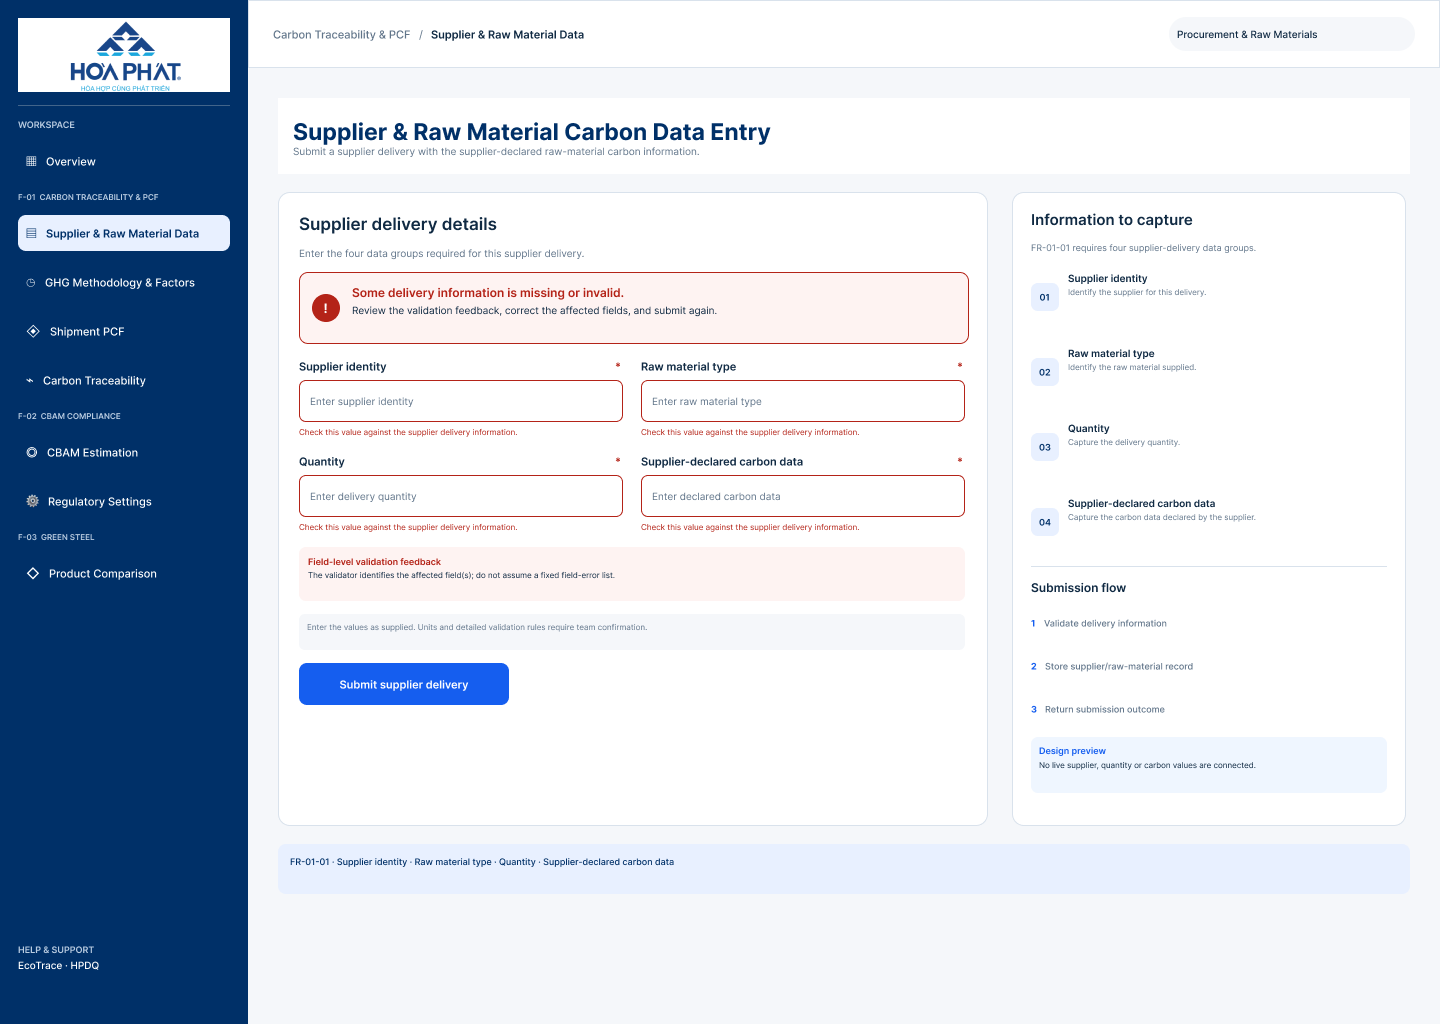 HÒA PHÁT
HÒA HỢP CÙNG PHÁT TRIỂN
WORKSPACE
Overview
F-01 CARBON TRACEABILITY & PCF
Supplier & Raw Material Data
GHG Methodology & Factors
Shipment PCF
Carbon Traceability
F-02 CBAM COMPLIANCE
CBAM Estimation
Regulatory Settings
F-03 GREEN STEEL
Product Comparison
HELP & SUPPORT
EcoTrace · HPDQ
Carbon Traceability & PCF / Supplier & Raw Material Data
Procurement & Raw Materials
Supplier & Raw Material Carbon Data Entry
Submit a supplier delivery with the supplier-declared raw-material carbon information.
Supplier delivery details
Enter the four data groups required for this supplier delivery.
!
Some delivery information is missing or invalid.
Review the validation feedback, correct the affected fields, and submit again.
Supplier identity *
Enter supplier identity
Check this value against the supplier delivery information.
Raw material type *
Enter raw material type
Check this value against the supplier delivery information.
Quantity *
Enter delivery quantity
Check this value against the supplier delivery information.
Supplier-declared carbon data *
Enter declared carbon data
Check this value against the supplier delivery information.
Field-level validation feedback
The validator identifies the affected field(s); do not assume a fixed field-error list.
Enter the values as supplied. Units and detailed validation rules require team confirmation.
Submit supplier delivery
Information to capture
FR-01-01 requires four supplier-delivery data groups.
01
Supplier identity
Identify the supplier for this delivery.
02
Raw material type
Identify the raw material supplied.
03
Quantity
Capture the delivery quantity.
04
Supplier-declared carbon data
Capture the carbon data declared by the supplier.
Submission flow
1 Validate delivery information
2 Store supplier/raw-material record
3 Return submission outcome
Design preview
No live supplier, quantity or carbon values are connected.
FR-01-01 · Supplier identity · Raw material type · Quantity · Supplier-declared carbon data